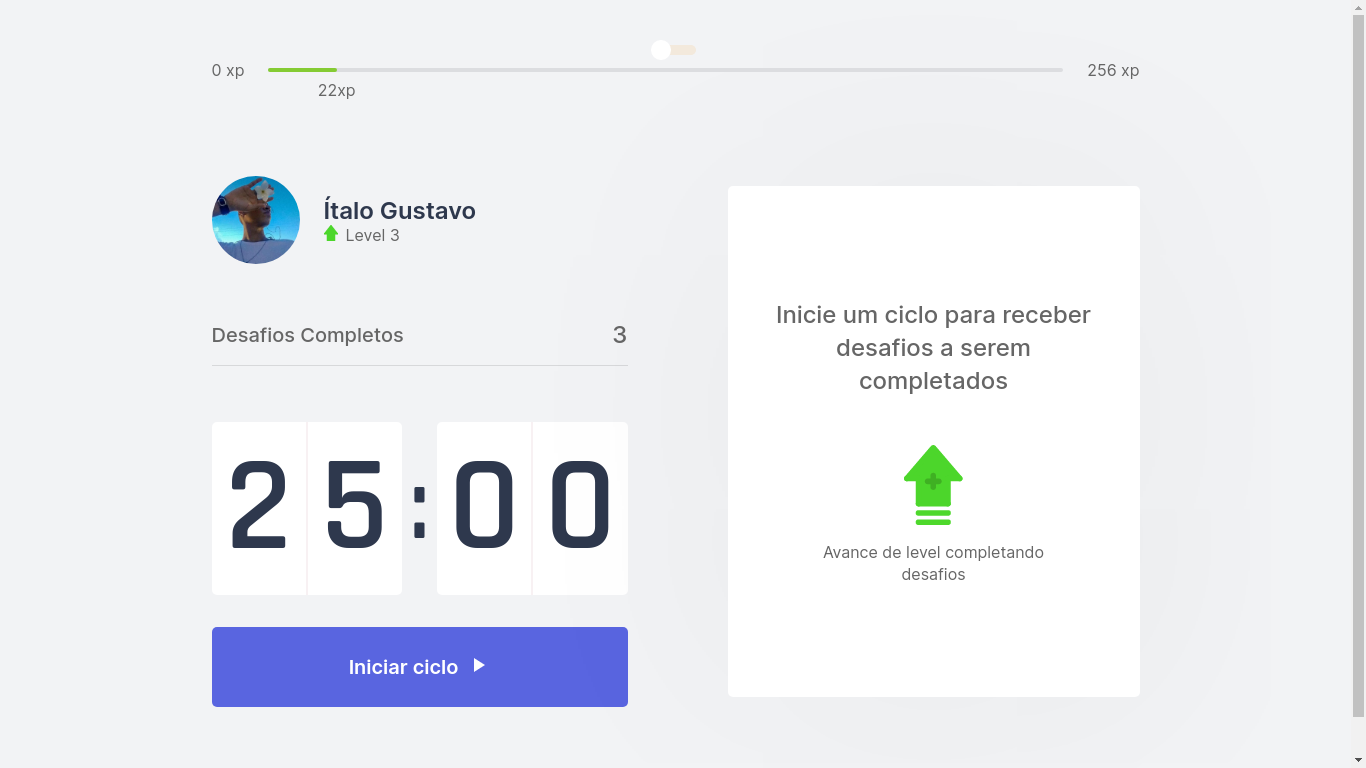 0 xp
256 xp
22xp
Ítalo Gustavo
Level 3
Desafios Completos
3
25:00
Iniciar ciclo
Inicie um ciclo para receber
desafios a serem
completados
Avance de level completando
desafios